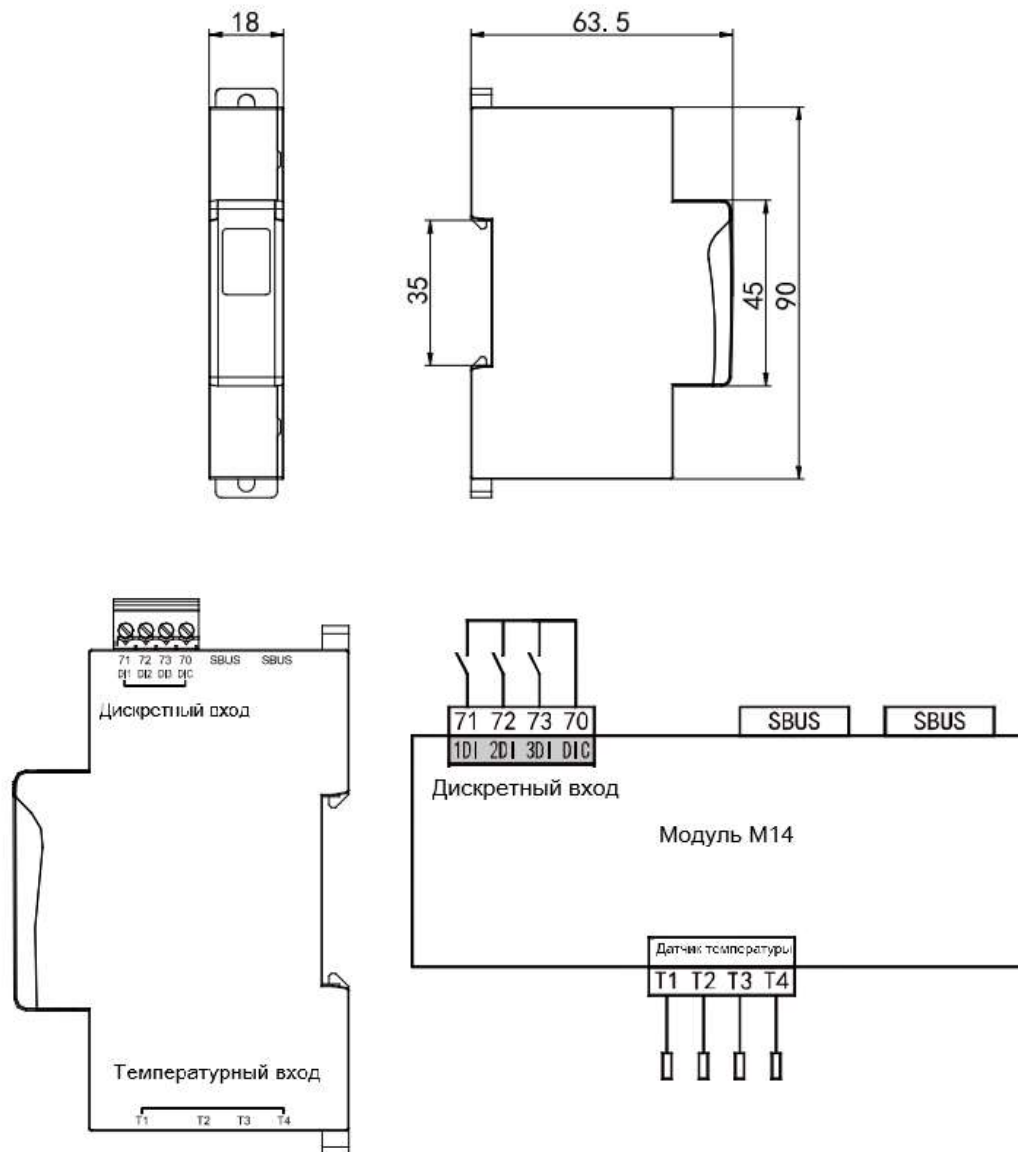 18
63.5
35
45
90
71 72 73 70 SBUS SBUS
DI1 DI2 DI3 DIC
Дискретный вход
Температурный вход
T1 T2 T3 T4
71 72 73 70
1DI 2DI 3DI DIC
SBUS
SBUS
Дискретный вход
Модуль M14
Датчик температуры
T1 T2 T3 T4